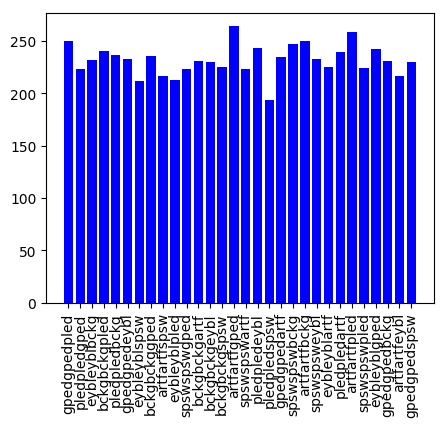 250
200
150
100
50
0
gpedgpedpled
pledpledgped
eybleyblbckg
bckgbckgpled
pledpledbckg
gpedgpedeybl
eybleyblspsw
bckgbckggped
artfartfspsw
eybleyblpled
spswspswgped
bckgbckgartf
bckgbckgeybl
bckgbckgspsw
artfartfgped
spswspswartf
pledpledeybl
pledpledspsw
gpedgpedartf
spswspswbckg
artfartfbckg
spswspsweybl
eybleyblartf
pledpledartf
artfartfpled
spswspswpled
eybleyblgped
gpedgpedbckg
artfartfeybl
gpedgpedspsw